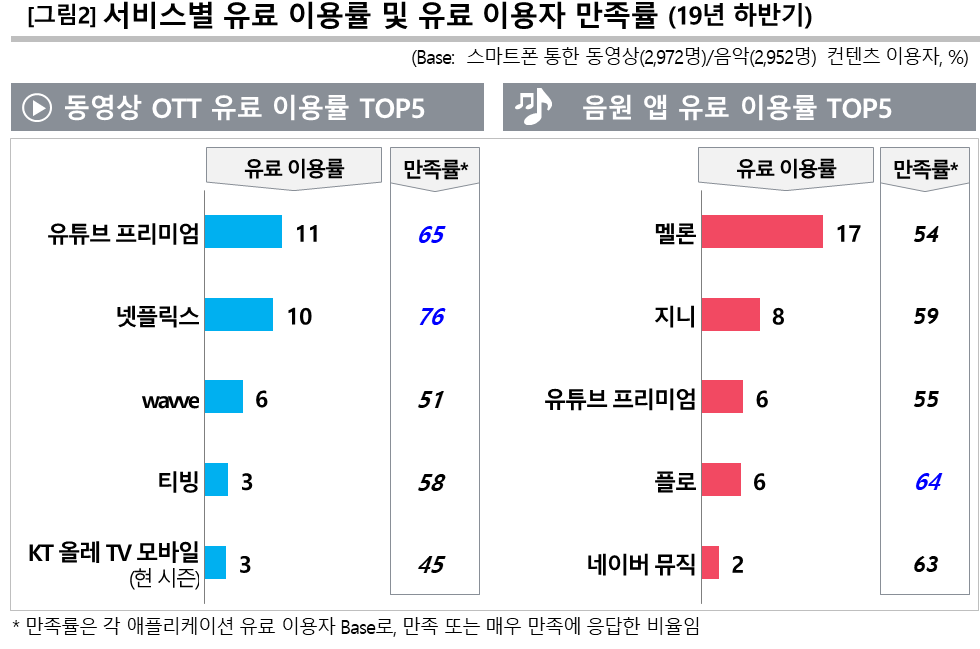 [그림2] 서비스별 유료 이용률 및 유료 이용자 만족률 (19년 하반기)
(Base: 스마트폰 통한 동영상(2,972명)/음악(2,952명) 컨텐츠 이용자, %)
동영상 OTT 유료 이용률 TOP5
유료 이용률 만족률*
유튜브 프리미엄 11 65
넷플릭스 10 76
wavve 6 51
티빙 3 58
KT 올레 TV 모바일 3 45
(현 시즌)
음원 앱 유료 이용률 TOP5
유료 이용률 만족률*
멜론 17 54
지니 8 59
유튜브 프리미엄 6 55
플로 6 64
네이버 뮤직 2 63
* 만족률은 각 애플리케이션 유료 이용자 Base로, 만족 또는 매우 만족에 응답한 비율임